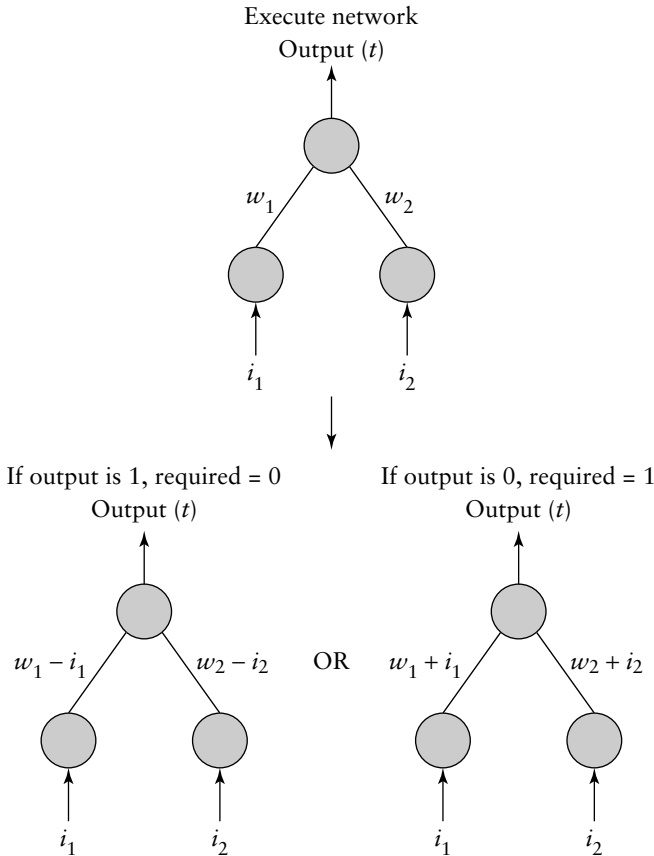 Execute network
Output (t)
w1
w2
i1
i2
If output is 1, required = 0
Output (t)
If output is 0, required = 1
Output (t)
w1 − i1
w2 − i2
OR
w1 + i1
w2 + i2
i1
i2
i1
i2